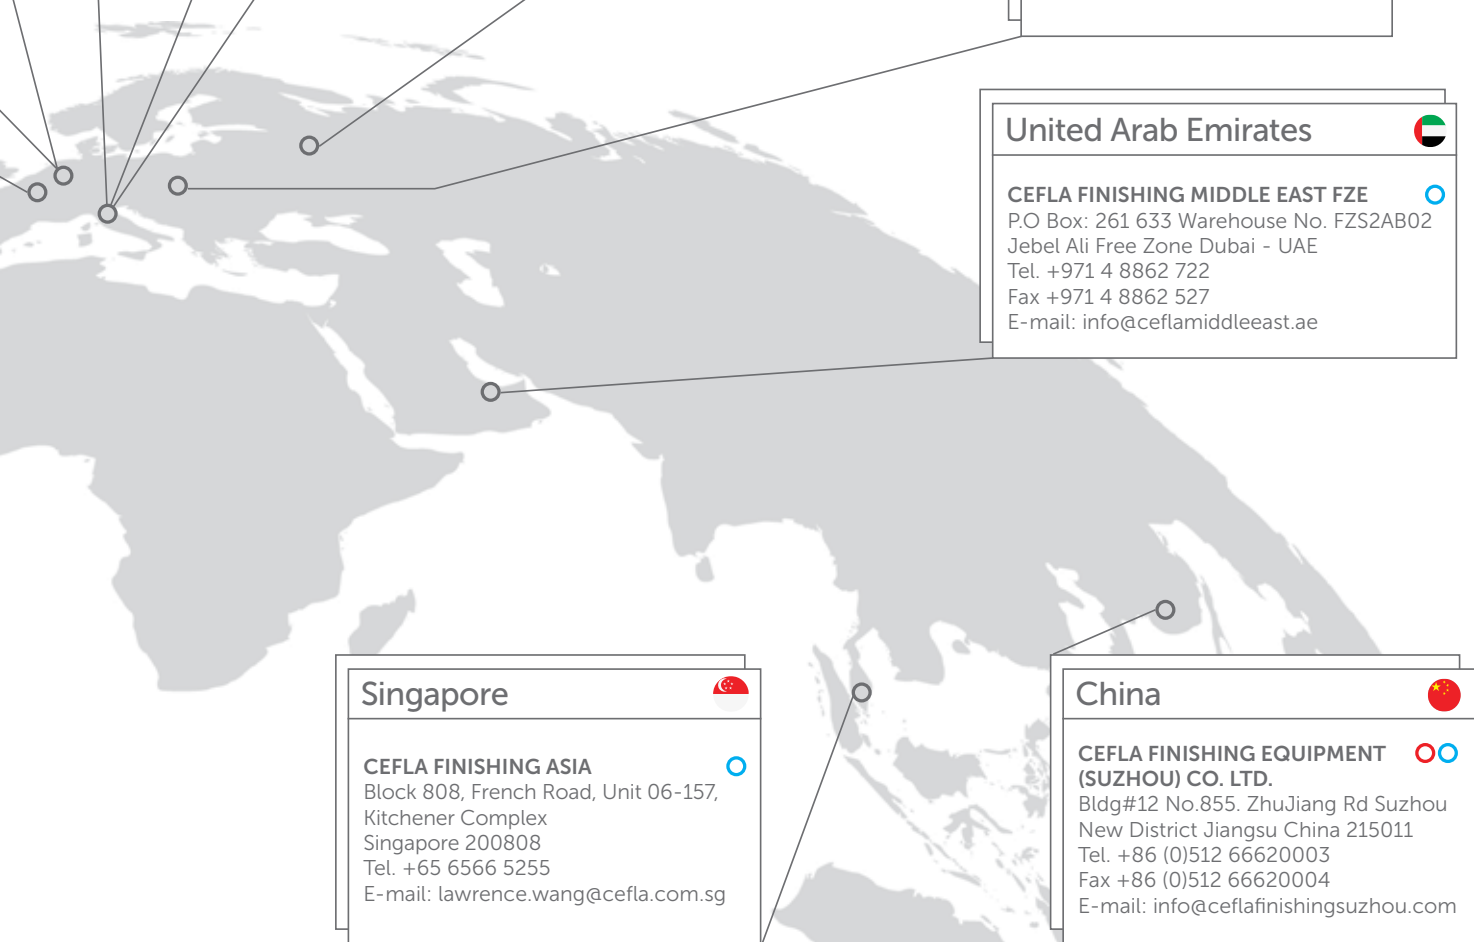 United Arab Emirates
CEFLA FINISHING MIDDLE EAST FZE
P.O Box: 261 633 Warehouse No. FZS2AB02
Jebel Ali Free Zone Dubai - UAE
Tel. +971 4 8862 722
Fax +971 4 8862 527
E-mail: info@ceflamiddleeast.ae
Singapore
CEFLA FINISHING ASIA
Block 808, French Road, Unit 06-157,
Kitchener Complex
Singapore 200808
Tel. +65 6566 5255
E-mail: lawrence.wang@cefla.com.sg
China
CEFLA FINISHING EQUIPMENT
(SUZHOU) CO. LTD.
Bldg#12 No.855. ZhuJiang Rd Suzhou
New District Jiangsu China 215011
Tel. +86 (0)512 66620003
Fax +86 (0)512 66620004
E-mail: info@ceflafinishingsuzhou.com